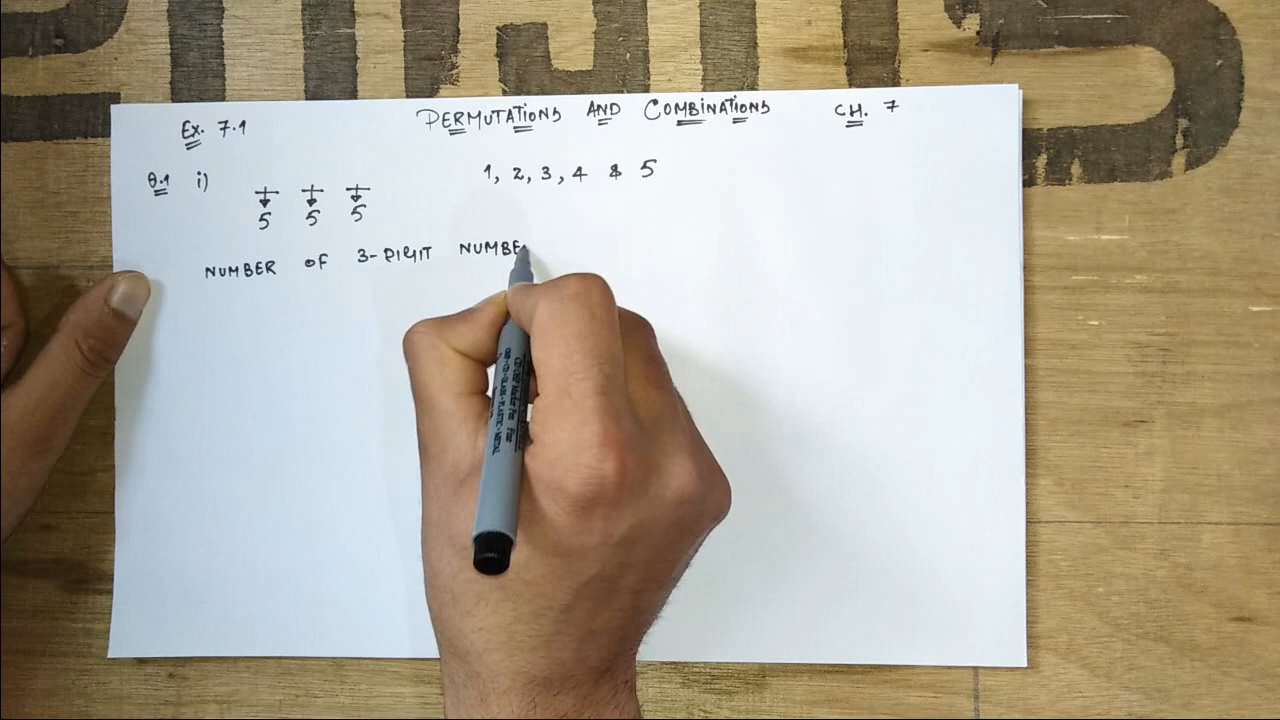 Ex. 7.1 PERMUTATIONS AND COMBINATIONS CH. 7
Q.1 i) 1, 2, 3, 4 & 5
5 5 5
NUMBER OF 3-DIGIT NUMBE